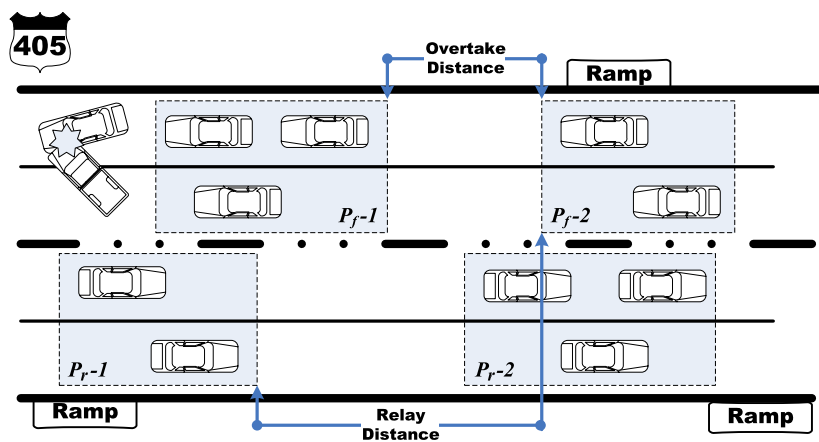 405
Overtake
Distance
Ramp
Pf-1
Pf-2
Pr-1
Pr-2
Ramp
Relay
Distance
Ramp